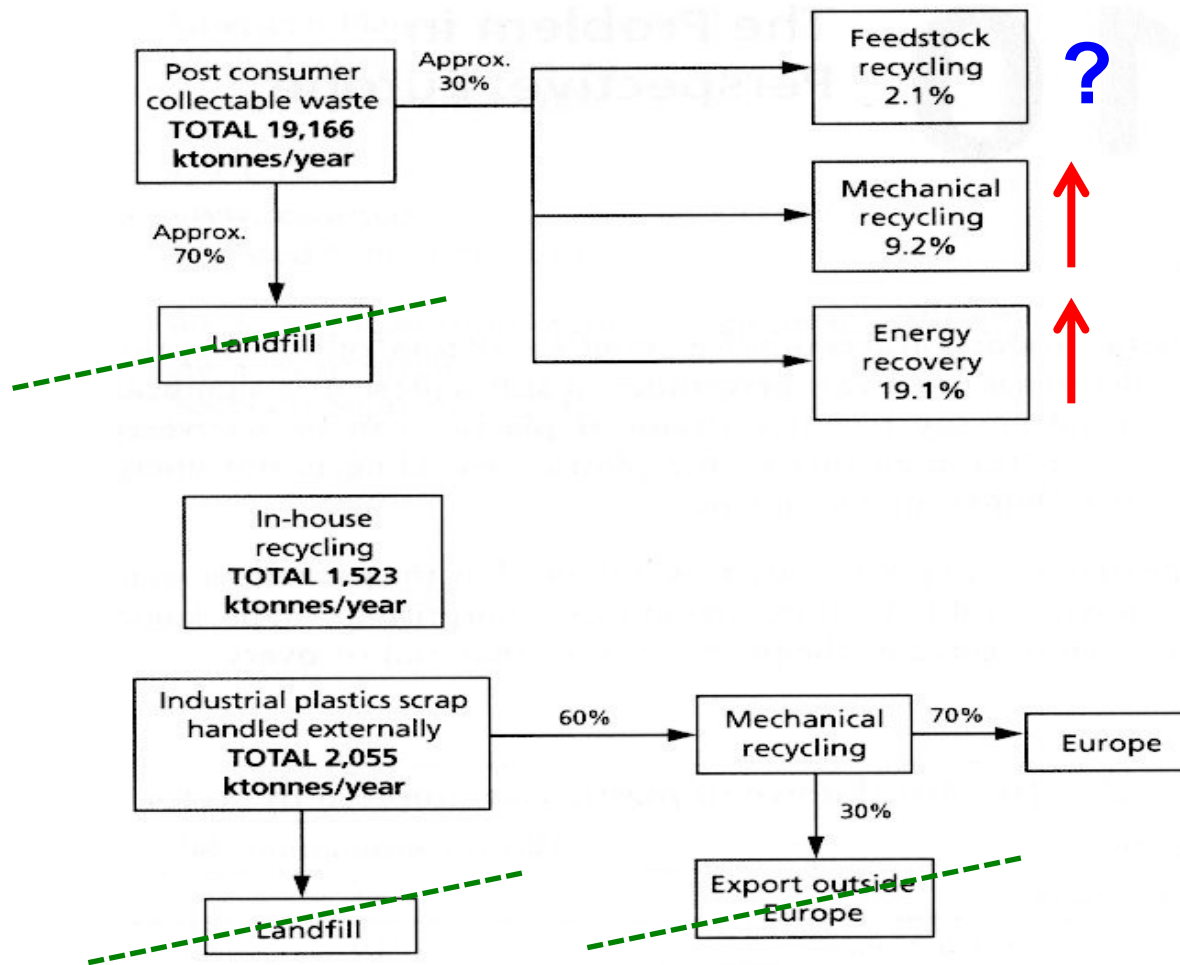 Post consumer
collectable waste
TOTAL 19,166
ktonnes/year
Approx.
30%
Feedstock
recycling
2.1%
?
Mechanical
recycling
9.2%
Energy
recovery
19.1%
Approx.
70%
Landfill
In-house
recycling
TOTAL 1,523
ktonnes/year
Industrial plastics scrap
handled externally
TOTAL 2,055
ktonnes/year
60%
Mechanical
recycling
70%
Europe
30%
Export outside
Europe
Landfill